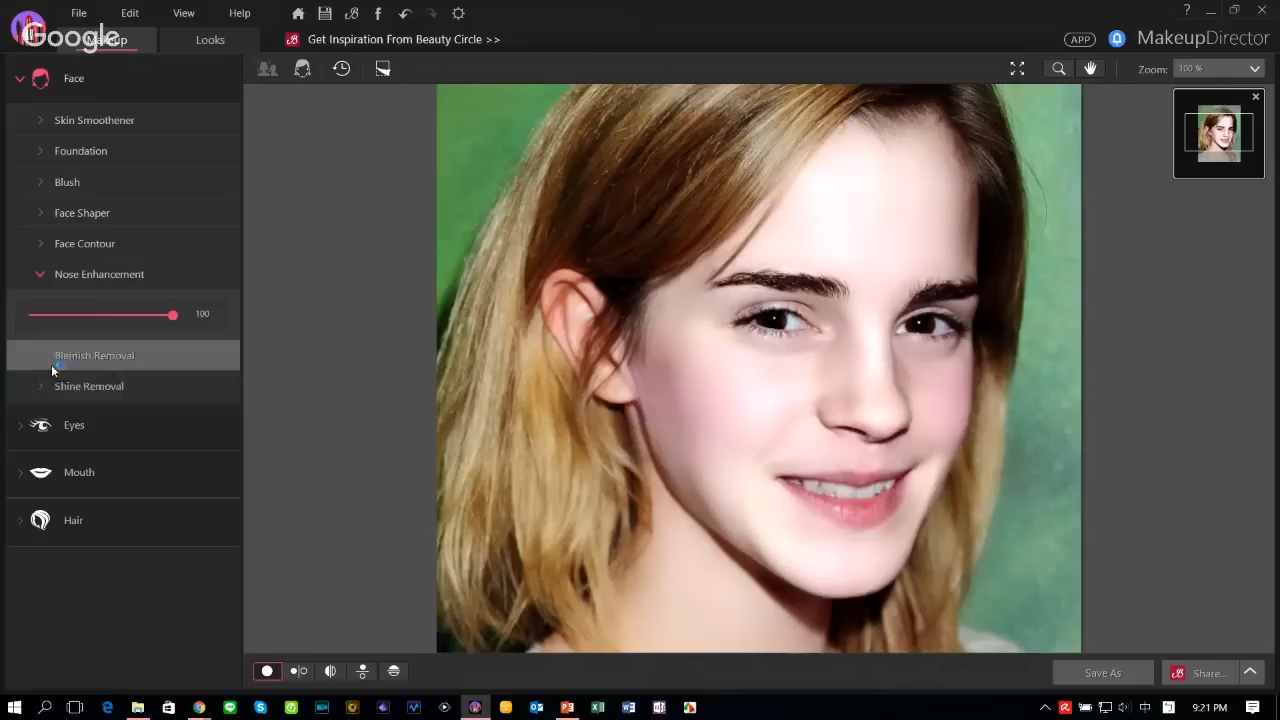 File Edit View Help
Google
Makeup Looks
Get Inspiration From Beauty Circle >>
APP
MakeupDirector
Zoom: 100 %
Face
Skin Smoothener
Foundation
Blush
Face Shaper
Face Contour
Nose Enhancement
100
Blemish Removal
Shine Removal
Eyes
Mouth
Hair
Save As
Share...
中
9:21 PM